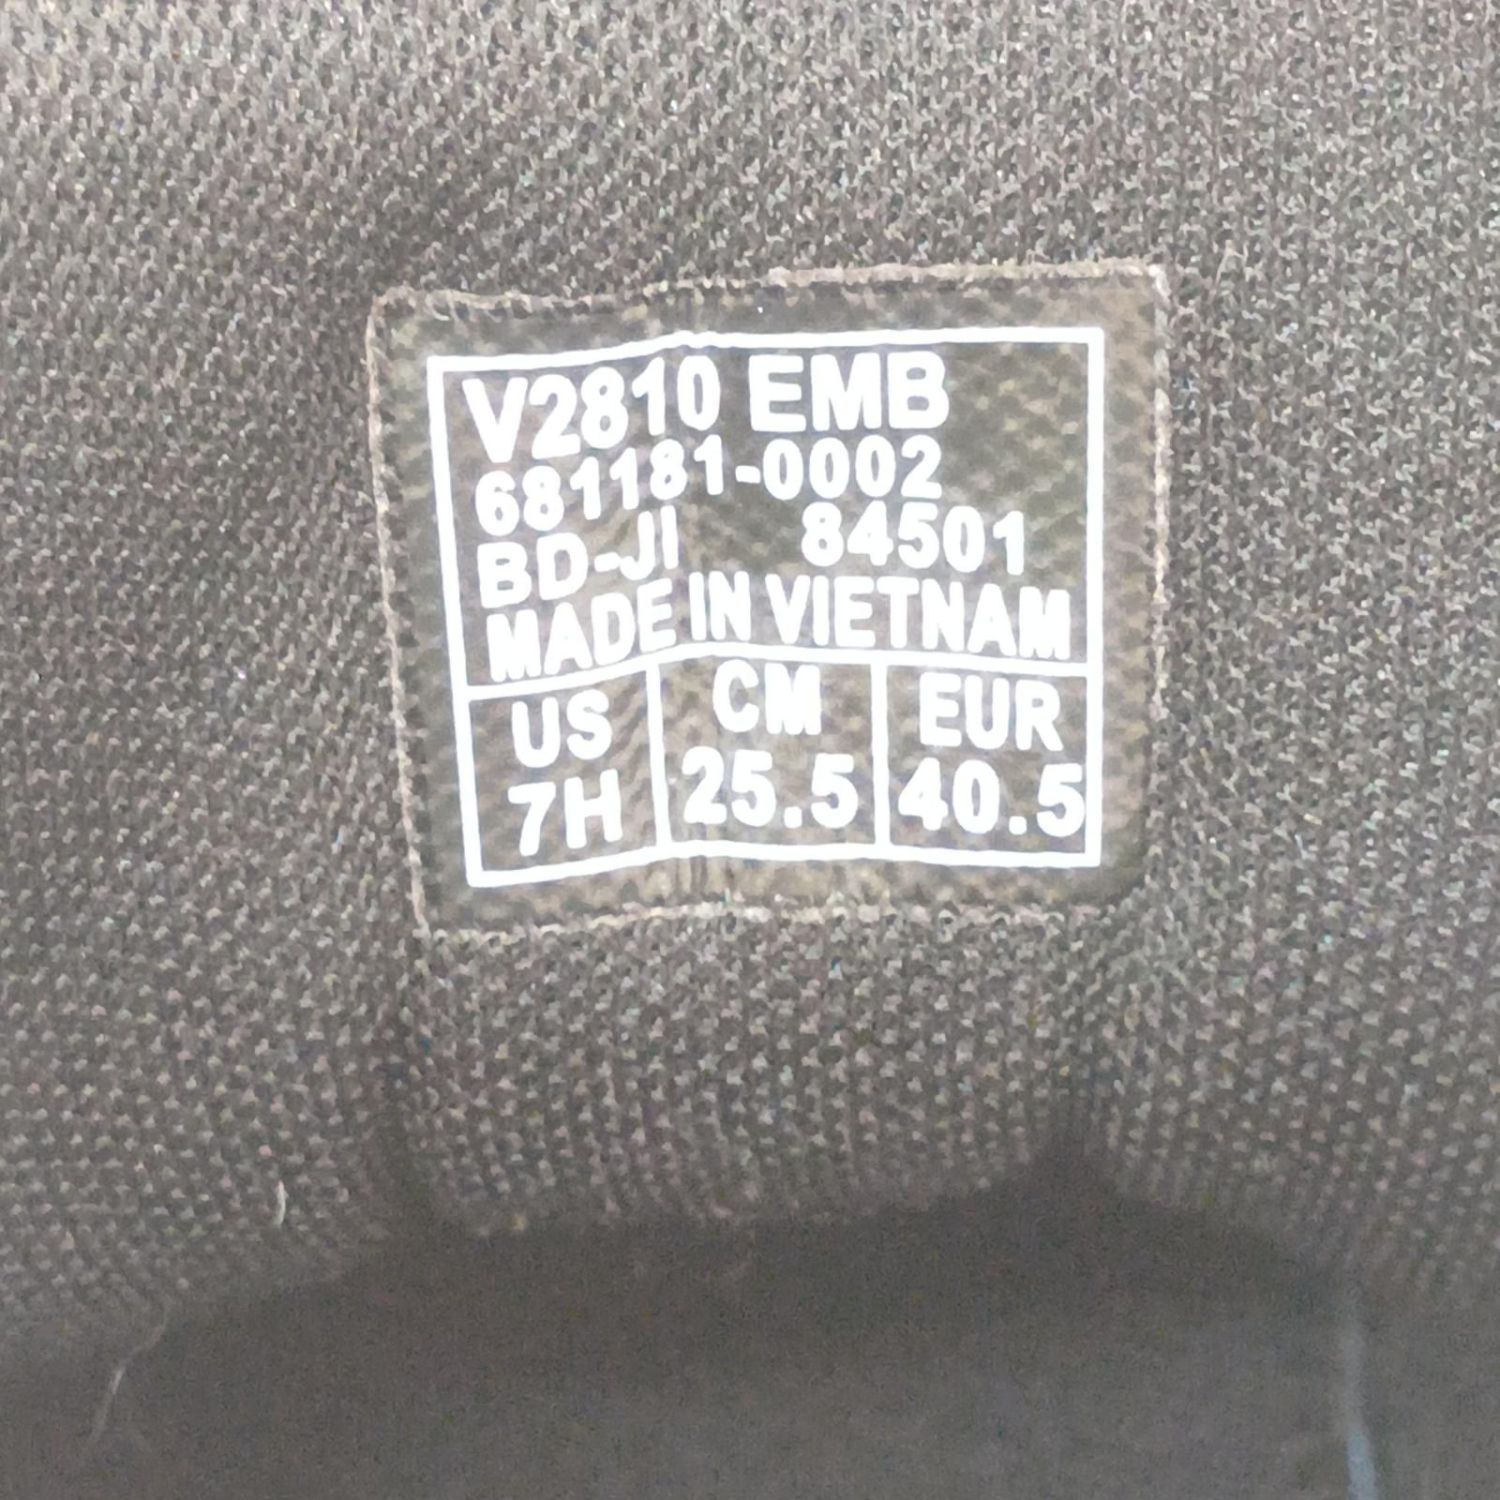 V2810 EMB
681181-0002
BD-JI 84501
MADE IN VIETNAM
US CM EUR
7H 25.5 40.5